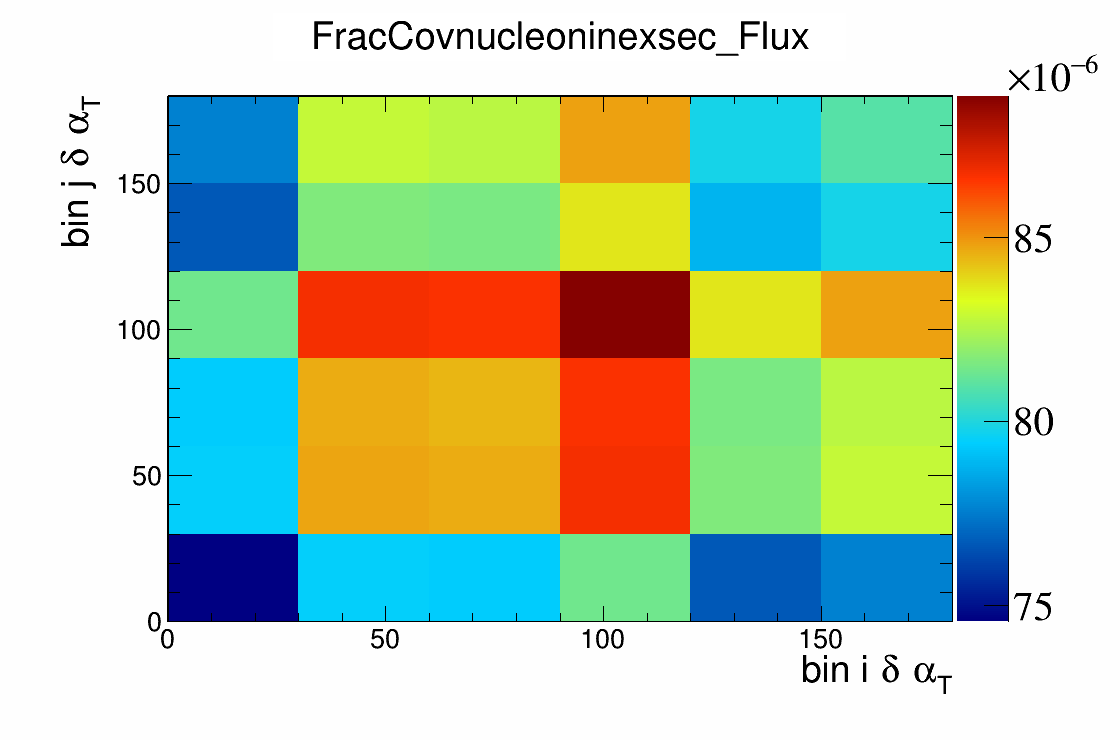 FracCovnucleoninexsec_Flux
×10⁻⁶
bin j δ α_T
150
100
50
0
0 50 100 150
bin i δ α_T
85
80
75